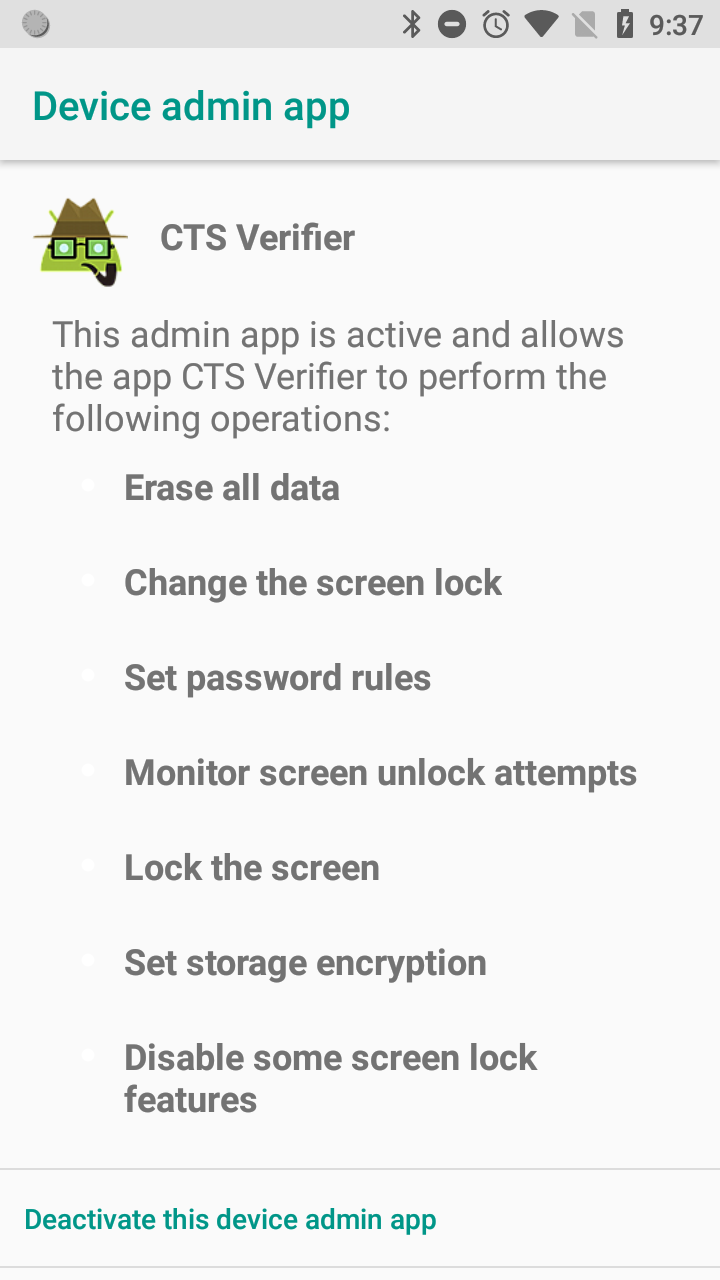 9:37
Device admin app
CTS Verifier
This admin app is active and allows
the app CTS Verifier to perform the
following operations:
Erase all data
Change the screen lock
Set password rules
Monitor screen unlock attempts
Lock the screen
Set storage encryption
Disable some screen lock
features
Deactivate this device admin app